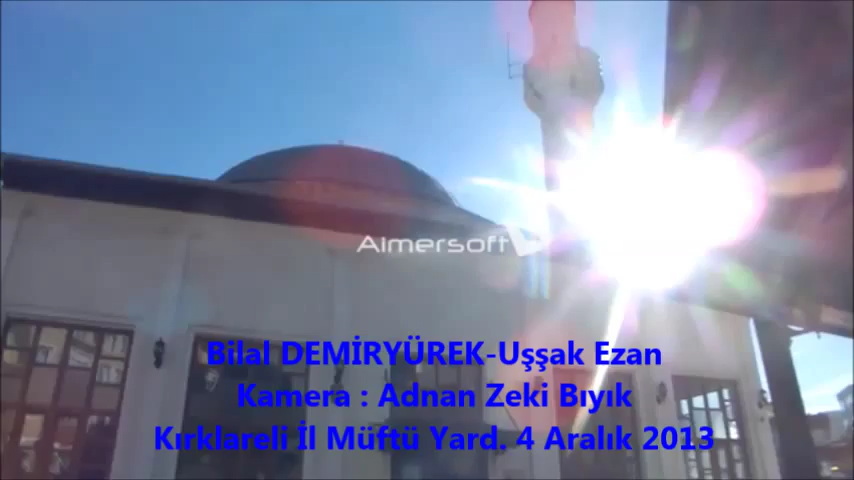 Aimersoft
Bilal DEMİRYÜREK-Uşşak Ezan
Kamera : Adnan Zeki Bıyık
Kırklareli İl Müftü Yard. 4 Aralık 2013